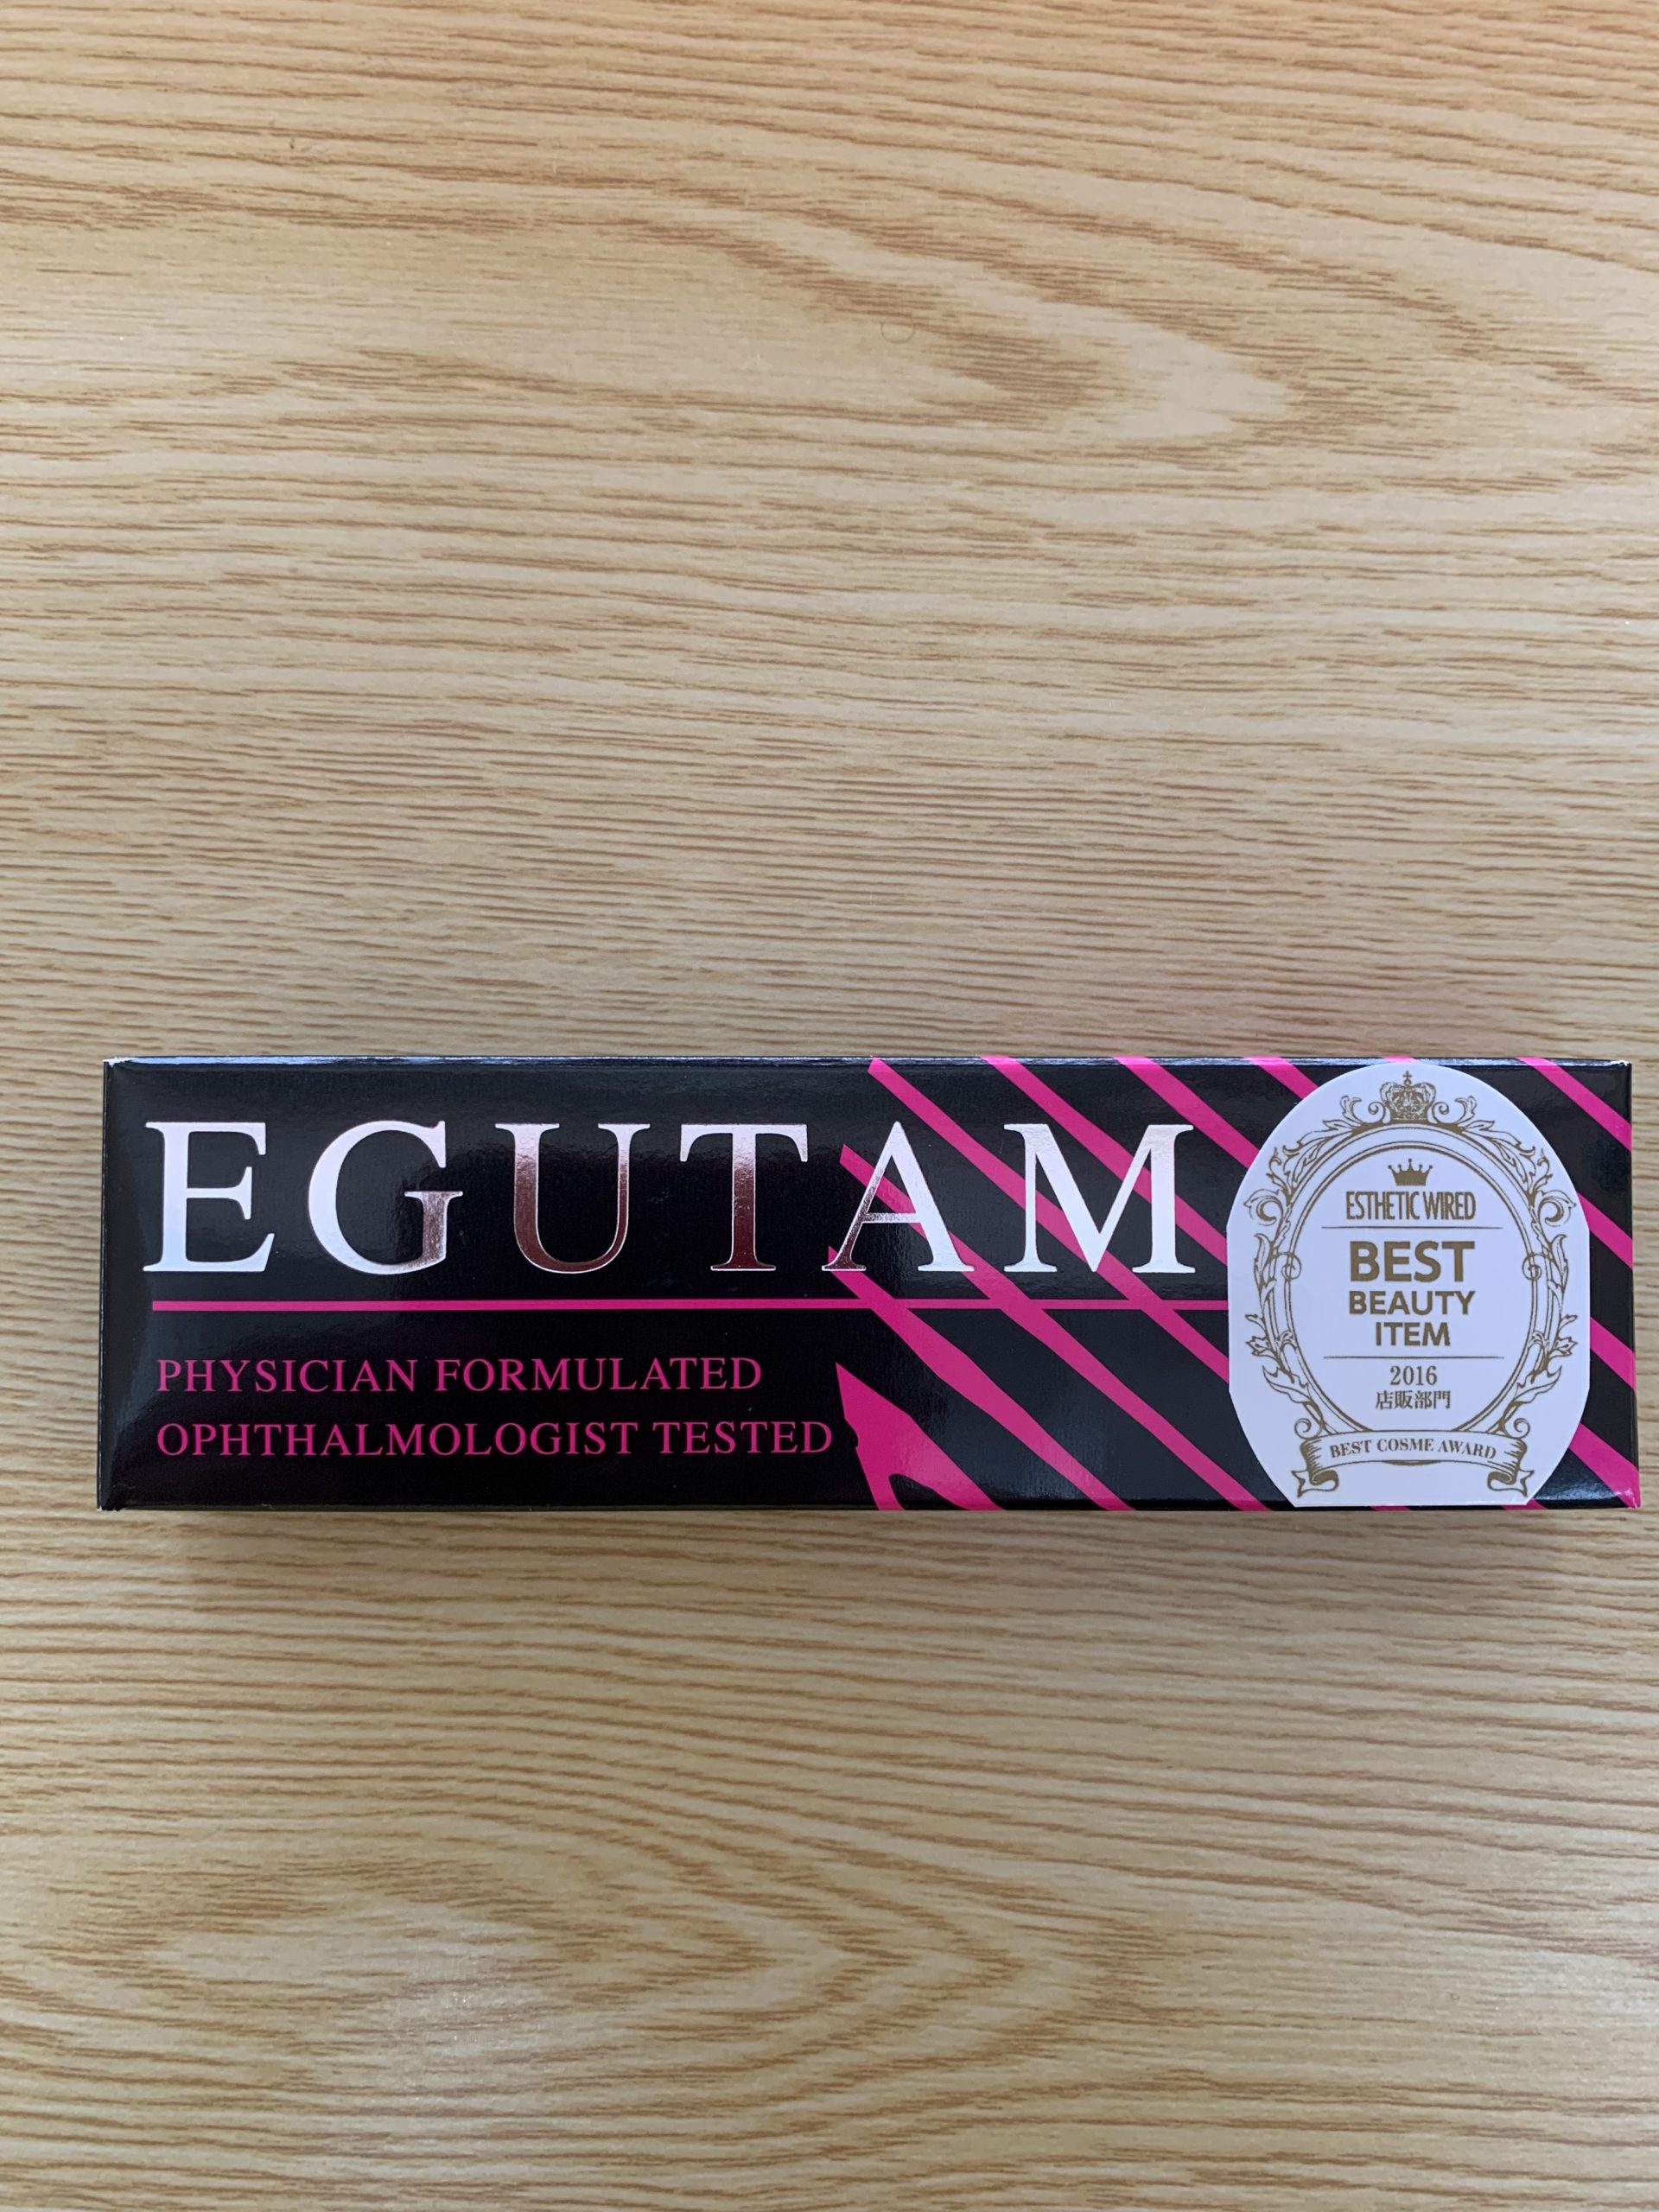 EGUTAM
PHYSICIAN FORMULATED
OPHTHALMOLOGIST TESTED
ESTHETIC WIRED
BEST
BEAUTY
ITEM
2016
店販部門
BEST COSME AWARD